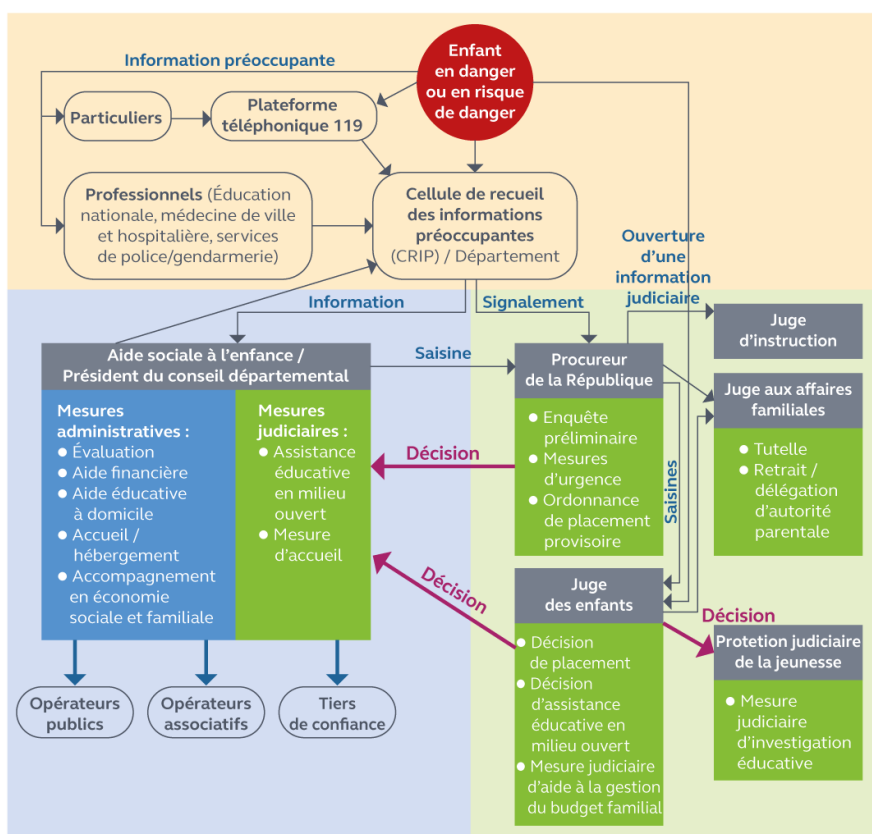 Enfant
en danger
ou en risque
de danger
Information préoccupante
Particuliers
Plateforme
téléphonique 119
Professionnels (Éducation
nationale, médecine de ville
et hospitalière, services
de police/gendarmerie)
Cellule de recueil
des informations
préoccupantes
(CRIP) / Département
Ouverture
d'une
information
judiciaire
Information
Signalement
Aide sociale à l'enfance /
Président du conseil départemental
Saisine
Procureur
de la République
Juge
d'instruction
Mesures
administratives :
● Évaluation
● Aide financière
● Aide éducative
à domicile
● Accueil /
hébergement
● Accompagnement
en économie
sociale et familiale
Mesures
judiciaires :
● Assistance
éducative
en milieu
ouvert
● Mesure
d'accueil
Décision
● Enquête
préliminaire
● Mesures
d'urgence
● Ordonnance
de placement
provisoire
Saisines
Juge aux affaires
familiales
● Tutelle
● Retrait /
délégation
d'autorité
parentale
Décision
Juge
des enfants
● Décision
de placement
● Décision
d'assistance
éducative en
milieu ouvert
● Mesure judiciaire
d'aide à la gestion
du budget familial
Décision
Protetion judiciaire
de la jeunesse
● Mesure
judiciaire
d'investigation
éducative
Opérateurs
publics
Opérateurs
associatifs
Tiers
de confiance